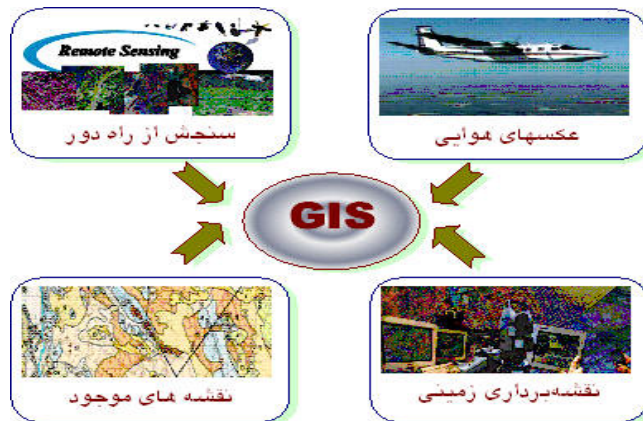 Remote Sensing
سنجش از راه دور
عکسهای هوایی
GIS
نقشه های موجود
نقشه‌برداری زمینی